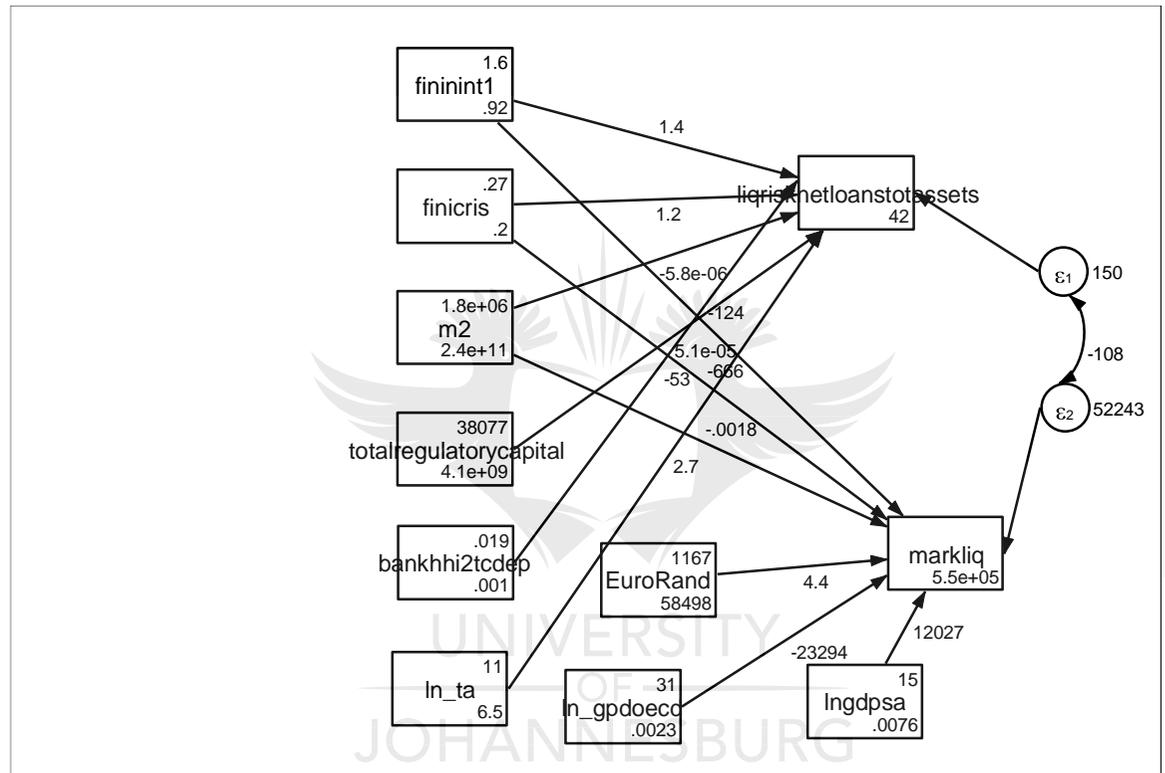 1.6
fininint1
.92
1.4
.27
finicris
.2
1.2
liqrisknetloanstotassets
42
1.8e+06
m2
2.4e+11
-5.8e-06
-124
ε1
150
-108
5.1e-05
-666
-53
ε2
52243
38077
totalregulatorycapital
4.1e+09
-.0018
2.7
.019
bankhhi2tcdep
.001
1167
EuroRand
58498
4.4
markliq
5.5e+05
UNIVERSITY
OF
JOHANNESBURG
11
ln_ta
6.5
31
ln_gpdoecd
.0023
-23294
12027
15
lngdpsa
.0076